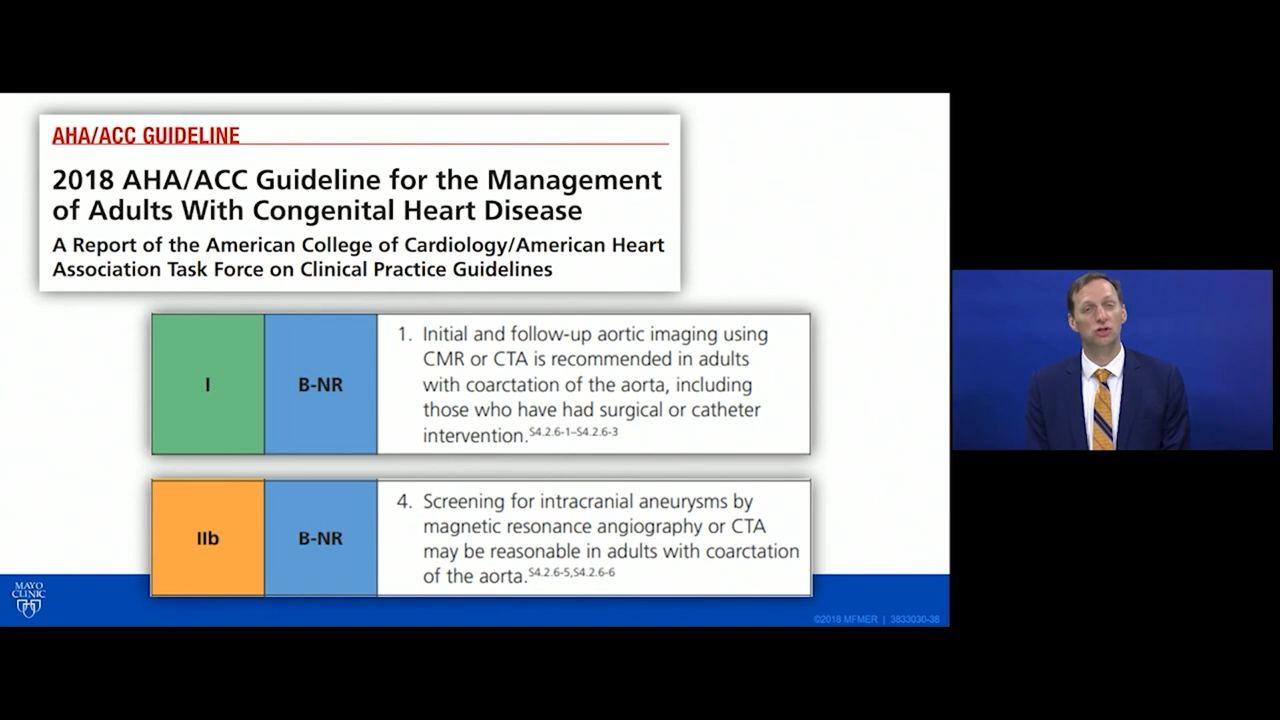 AHA/ACC GUIDELINE
2018 AHA/ACC Guideline for the Management
of Adults With Congenital Heart Disease
A Report of the American College of Cardiology/American Heart
Association Task Force on Clinical Practice Guidelines
I
B-NR
1. Initial and follow-up aortic imaging using
CMR or CTA is recommended in adults
with coarctation of the aorta, including
those who have had surgical or catheter
intervention.S4.2.6-1–S4.2.6-3
IIb
B-NR
4. Screening for intracranial aneurysms by
magnetic resonance angiography or CTA
may be reasonable in adults with coarctation
of the aorta.S4.2.6-5,S4.2.6-6
MAYO
CLINIC
©2018 MFMER | 3833030-38